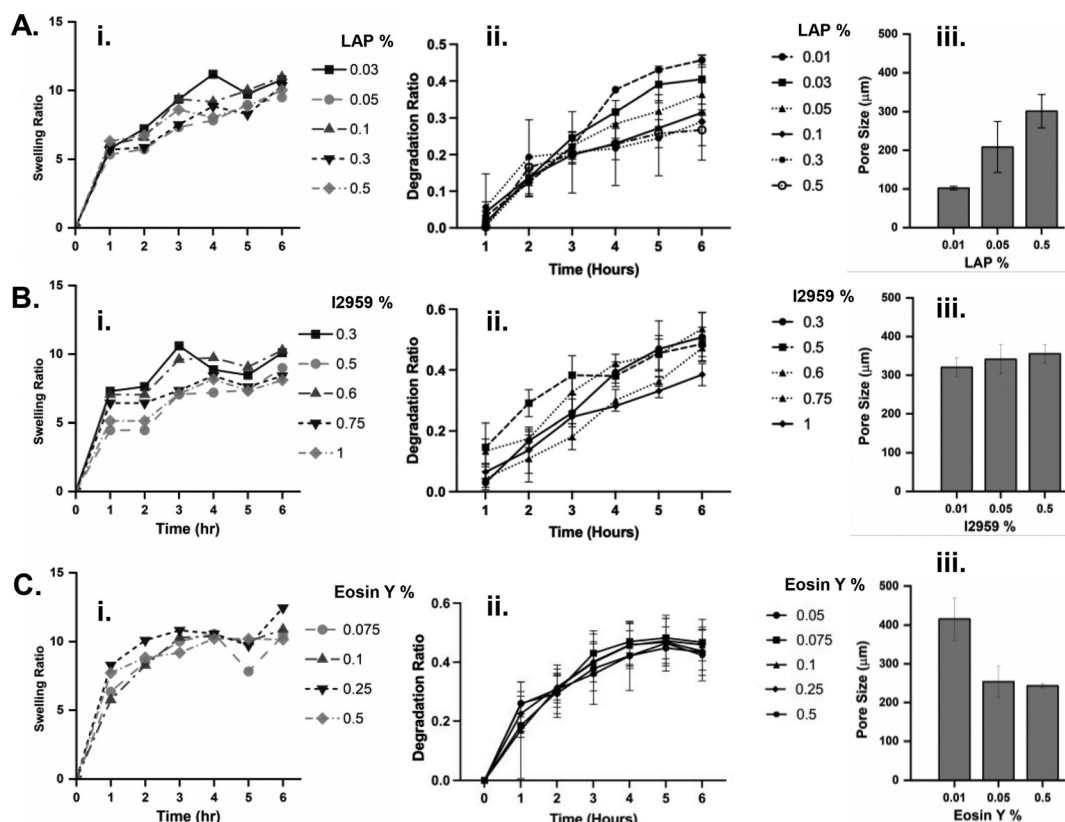 A.
i.
LAP %
15
10
5
0
Swelling Ratio
0 1 2 3 4 5 6
0.03
0.05
0.1
0.3
0.5
ii.
LAP %
0.5
0.4
0.3
0.2
0.1
0.0
Degradation Ratio
1 2 3 4 5 6
Time (Hours)
0.01
0.03
0.05
0.1
0.3
0.5
iii.
500
400
300
200
100
0
Pore Size (μm)
0.01 0.05 0.5
LAP %
B.
i.
I2959 %
15
10
5
0
Swelling Ratio
0 1 2 3 4 5 6
Time (hr)
0.3
0.5
0.6
0.75
1
ii.
I2959 %
0.6
0.4
0.2
0.0
Degradation Ratio
1 2 3 4 5 6
Time (Hours)
0.3
0.5
0.6
0.75
1
iii.
500
400
300
200
100
0
Pore Size (μm)
0.01 0.05 0.5
I2959 %
C.
i.
Eosin Y %
15
10
5
0
Swelling Ratio
0 1 2 3 4 5 6
Time (hr)
0.075
0.1
0.25
0.5
ii.
Eosin Y %
0.6
0.4
0.2
0.0
Degradation Ratio
0 1 2 3 4 5 6
Time (Hours)
0.05
0.075
0.1
0.25
0.5
iii.
500
400
300
200
100
0
Pore Size (μm)
0.01 0.05 0.5
Eosin Y %